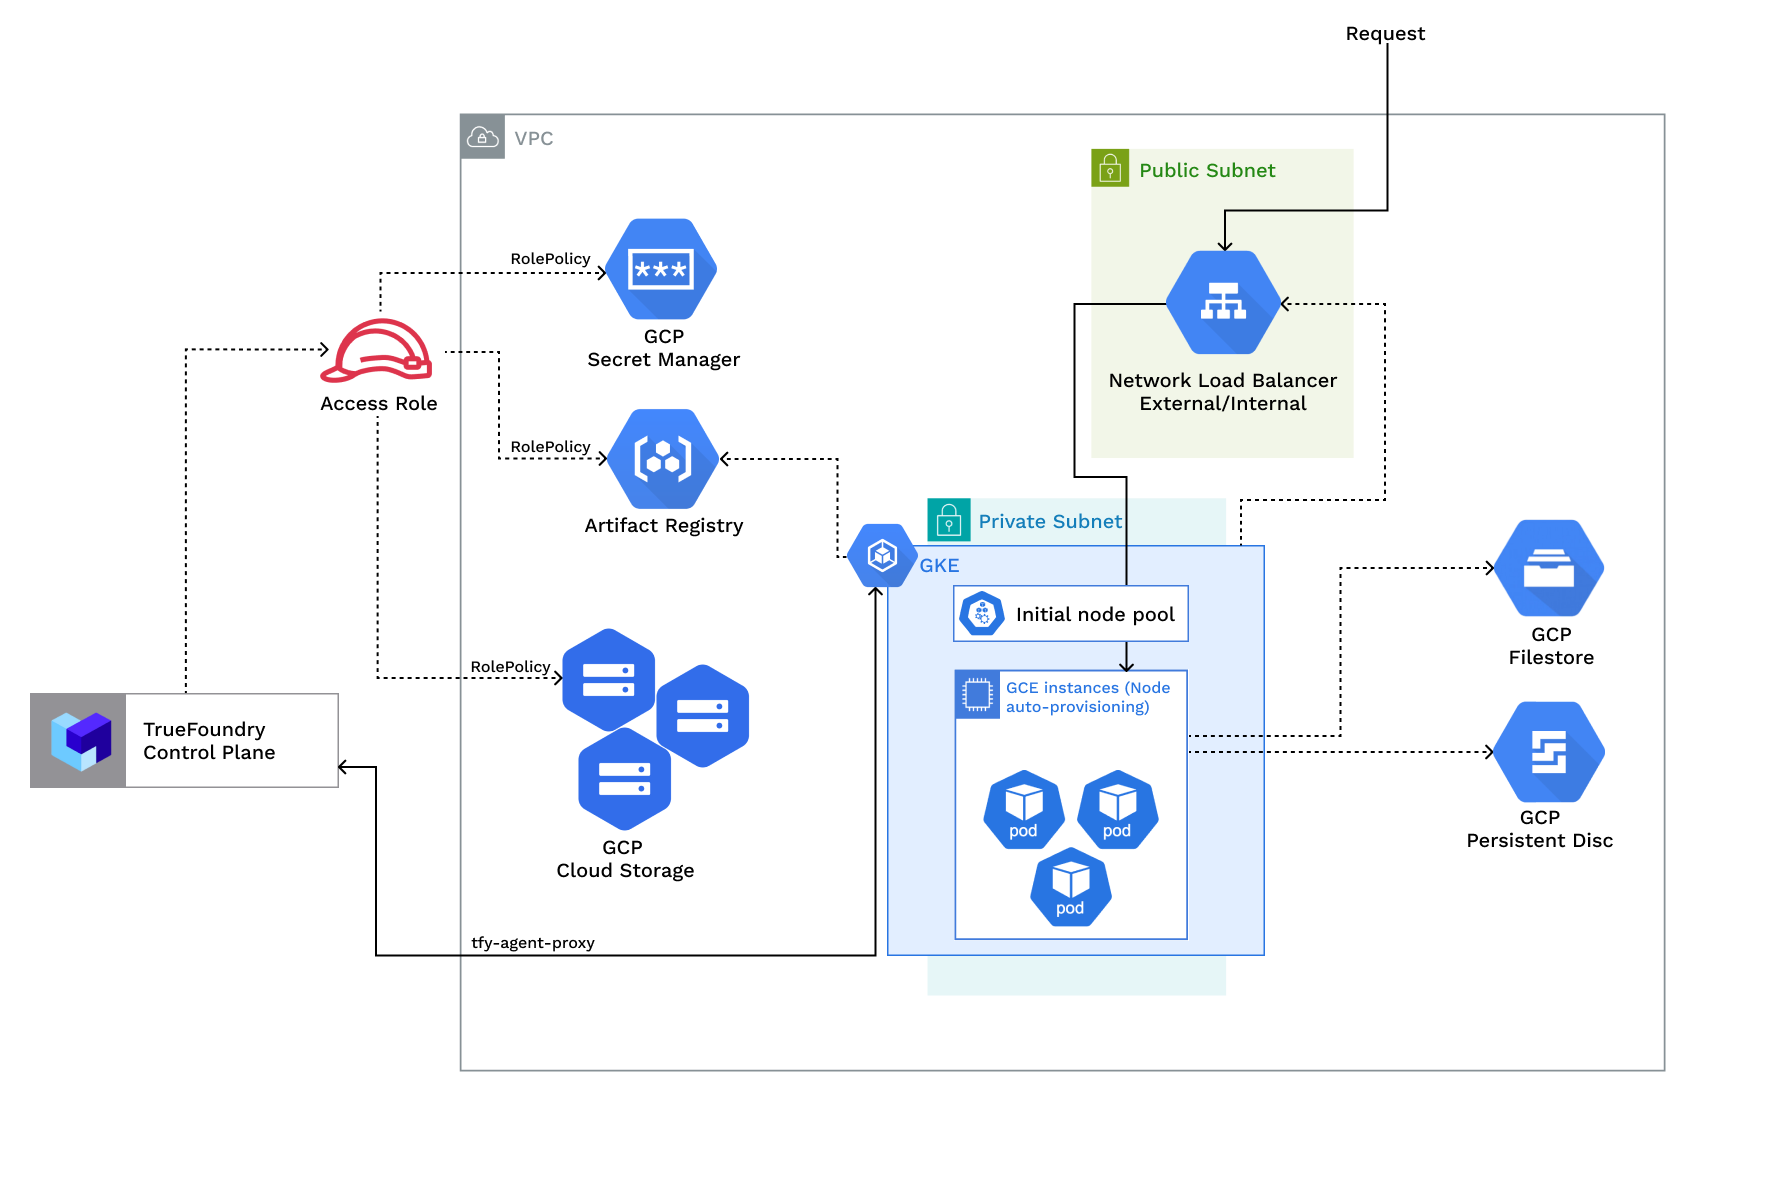 Request
VPC
Public Subnet
RolePolicy
***
GCP
Secret Manager
Access Role
Network Load Balancer
External/Internal
RolePolicy
Artifact Registry
Private Subnet
GKE
Initial node pool
GCP
Filestore
RolePolicy
GCE instances (Node
auto-provisioning)
TrueFoundry
Control Plane
pod
pod
pod
GCP
Persistent Disc
GCP
Cloud Storage
tfy-agent-proxy